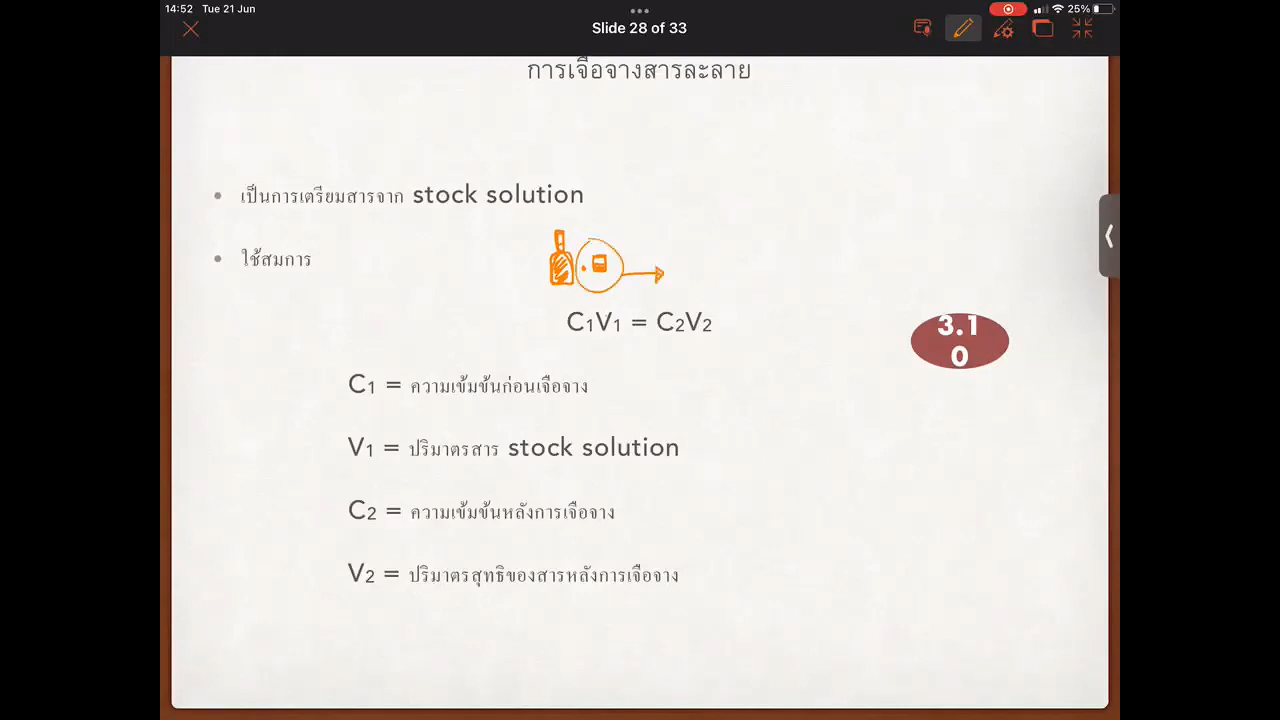 14:52 Tue 21 Jun
25%
Slide 28 of 33
การเจือจางสารละลาย
เป็นการเตรียมสารจาก stock solution
ใช้สมการ
C1V1 = C2V2
3.1
0
C1 = ความเข้มข้นก่อนเจือจาง
V1 = ปริมาตรสาร stock solution
C2 = ความเข้มข้นหลังการเจือจาง
V2 = ปริมาตรสุทธิของสารหลังการเจือจาง